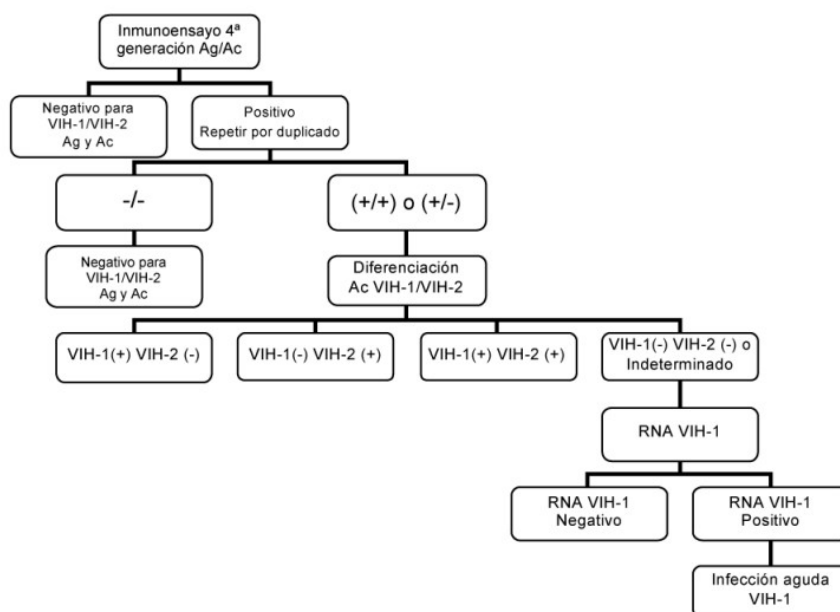 Inmunoensayo 4ª
generación Ag/Ac
Negativo para
VIH-1/VIH-2
Ag y Ac
Positivo
Repetir por duplicado
-/-
(+/+) o (+/-)
Negativo para
VIH-1/VIH-2
Ag y Ac
Diferenciación
Ac VIH-1/VIH-2
VIH-1(+) VIH-2 (-)
VIH-1(-) VIH-2 (+)
VIH-1(+) VIH-2 (+)
VIH-1(-) VIH-2 (-) o
Indeterminado
RNA VIH-1
RNA VIH-1
Negativo
RNA VIH-1
Positivo
Infección aguda
VIH-1